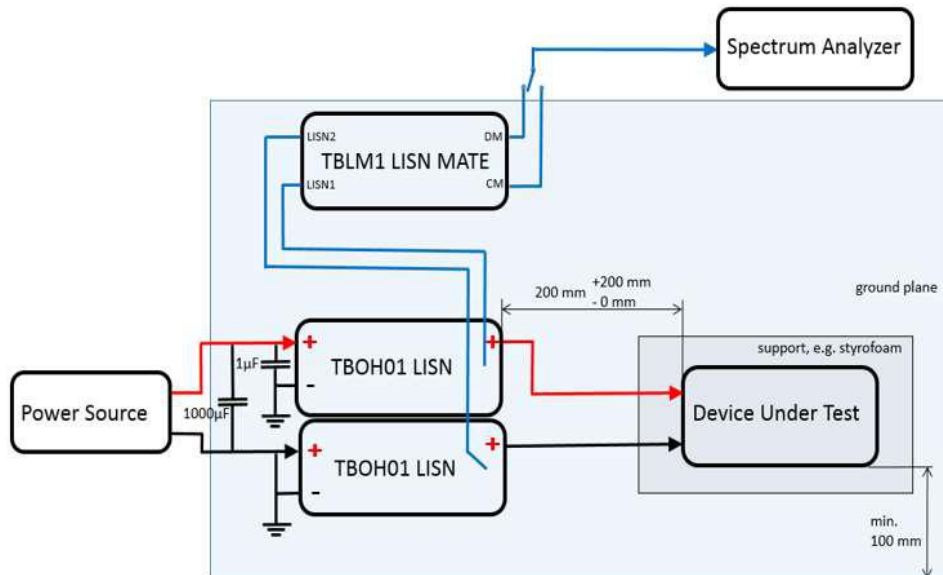 Spectrum Analyzer
LISN2
DM
TBLM1 LISN MATE
LISN1
CM
200 mm +200 mm
- 0 mm
ground plane
support, e.g. styrofoam
+
+
1µF
TBOH01 LISN
-
Power Source
1000µF
Device Under Test
+
+
TBOH01 LISN
-
min.
100 mm